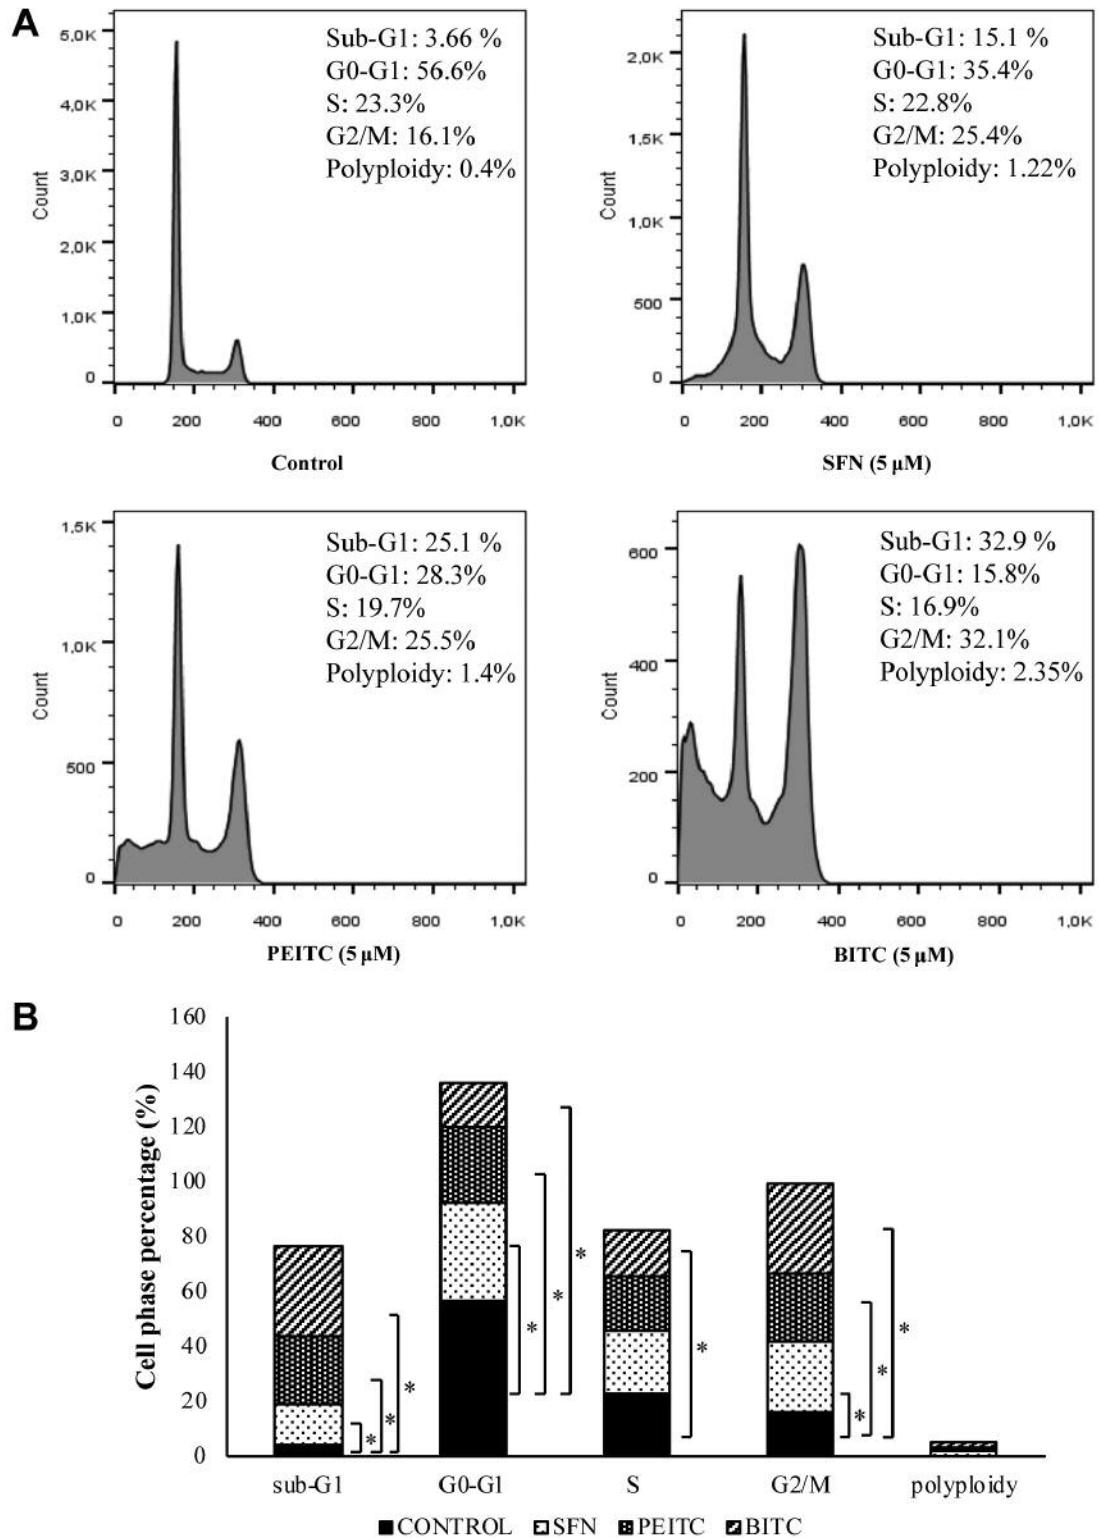 A
Sub-G1: 3.66 %
G0-G1: 56.6%
S: 23.3%
G2/M: 16.1%
Polyploidy: 0.4%
5,0K
4,0K
3,0K
2,0K
1,0K
0
Count
0 200 400 600 800 1,0K
Control
Sub-G1: 15.1 %
G0-G1: 35.4%
S: 22.8%
G2/M: 25.4%
Polyploidy: 1.22%
2,0K
1,5K
1,0K
500
0
Count
0 200 400 600 800 1,0K
SFN (5 µM)
Sub-G1: 25.1 %
G0-G1: 28.3%
S: 19.7%
G2/M: 25.5%
Polyploidy: 1.4%
1,5K
1,0K
500
0
Count
0 200 400 600 800 1,0K
PEITC (5 µM)
Sub-G1: 32.9 %
G0-G1: 15.8%
S: 16.9%
G2/M: 32.1%
Polyploidy: 2.35%
600
400
200
0
Count
0 200 400 600 800 1,0K
BITC (5 µM)
B
Cell phase percentage (%)
160
140
120
100
80
60
40
20
0
* * *
* * *
*
* * *
sub-G1 G0-G1 S G2/M polyploidy
CONTROL SFN PEITC BITC